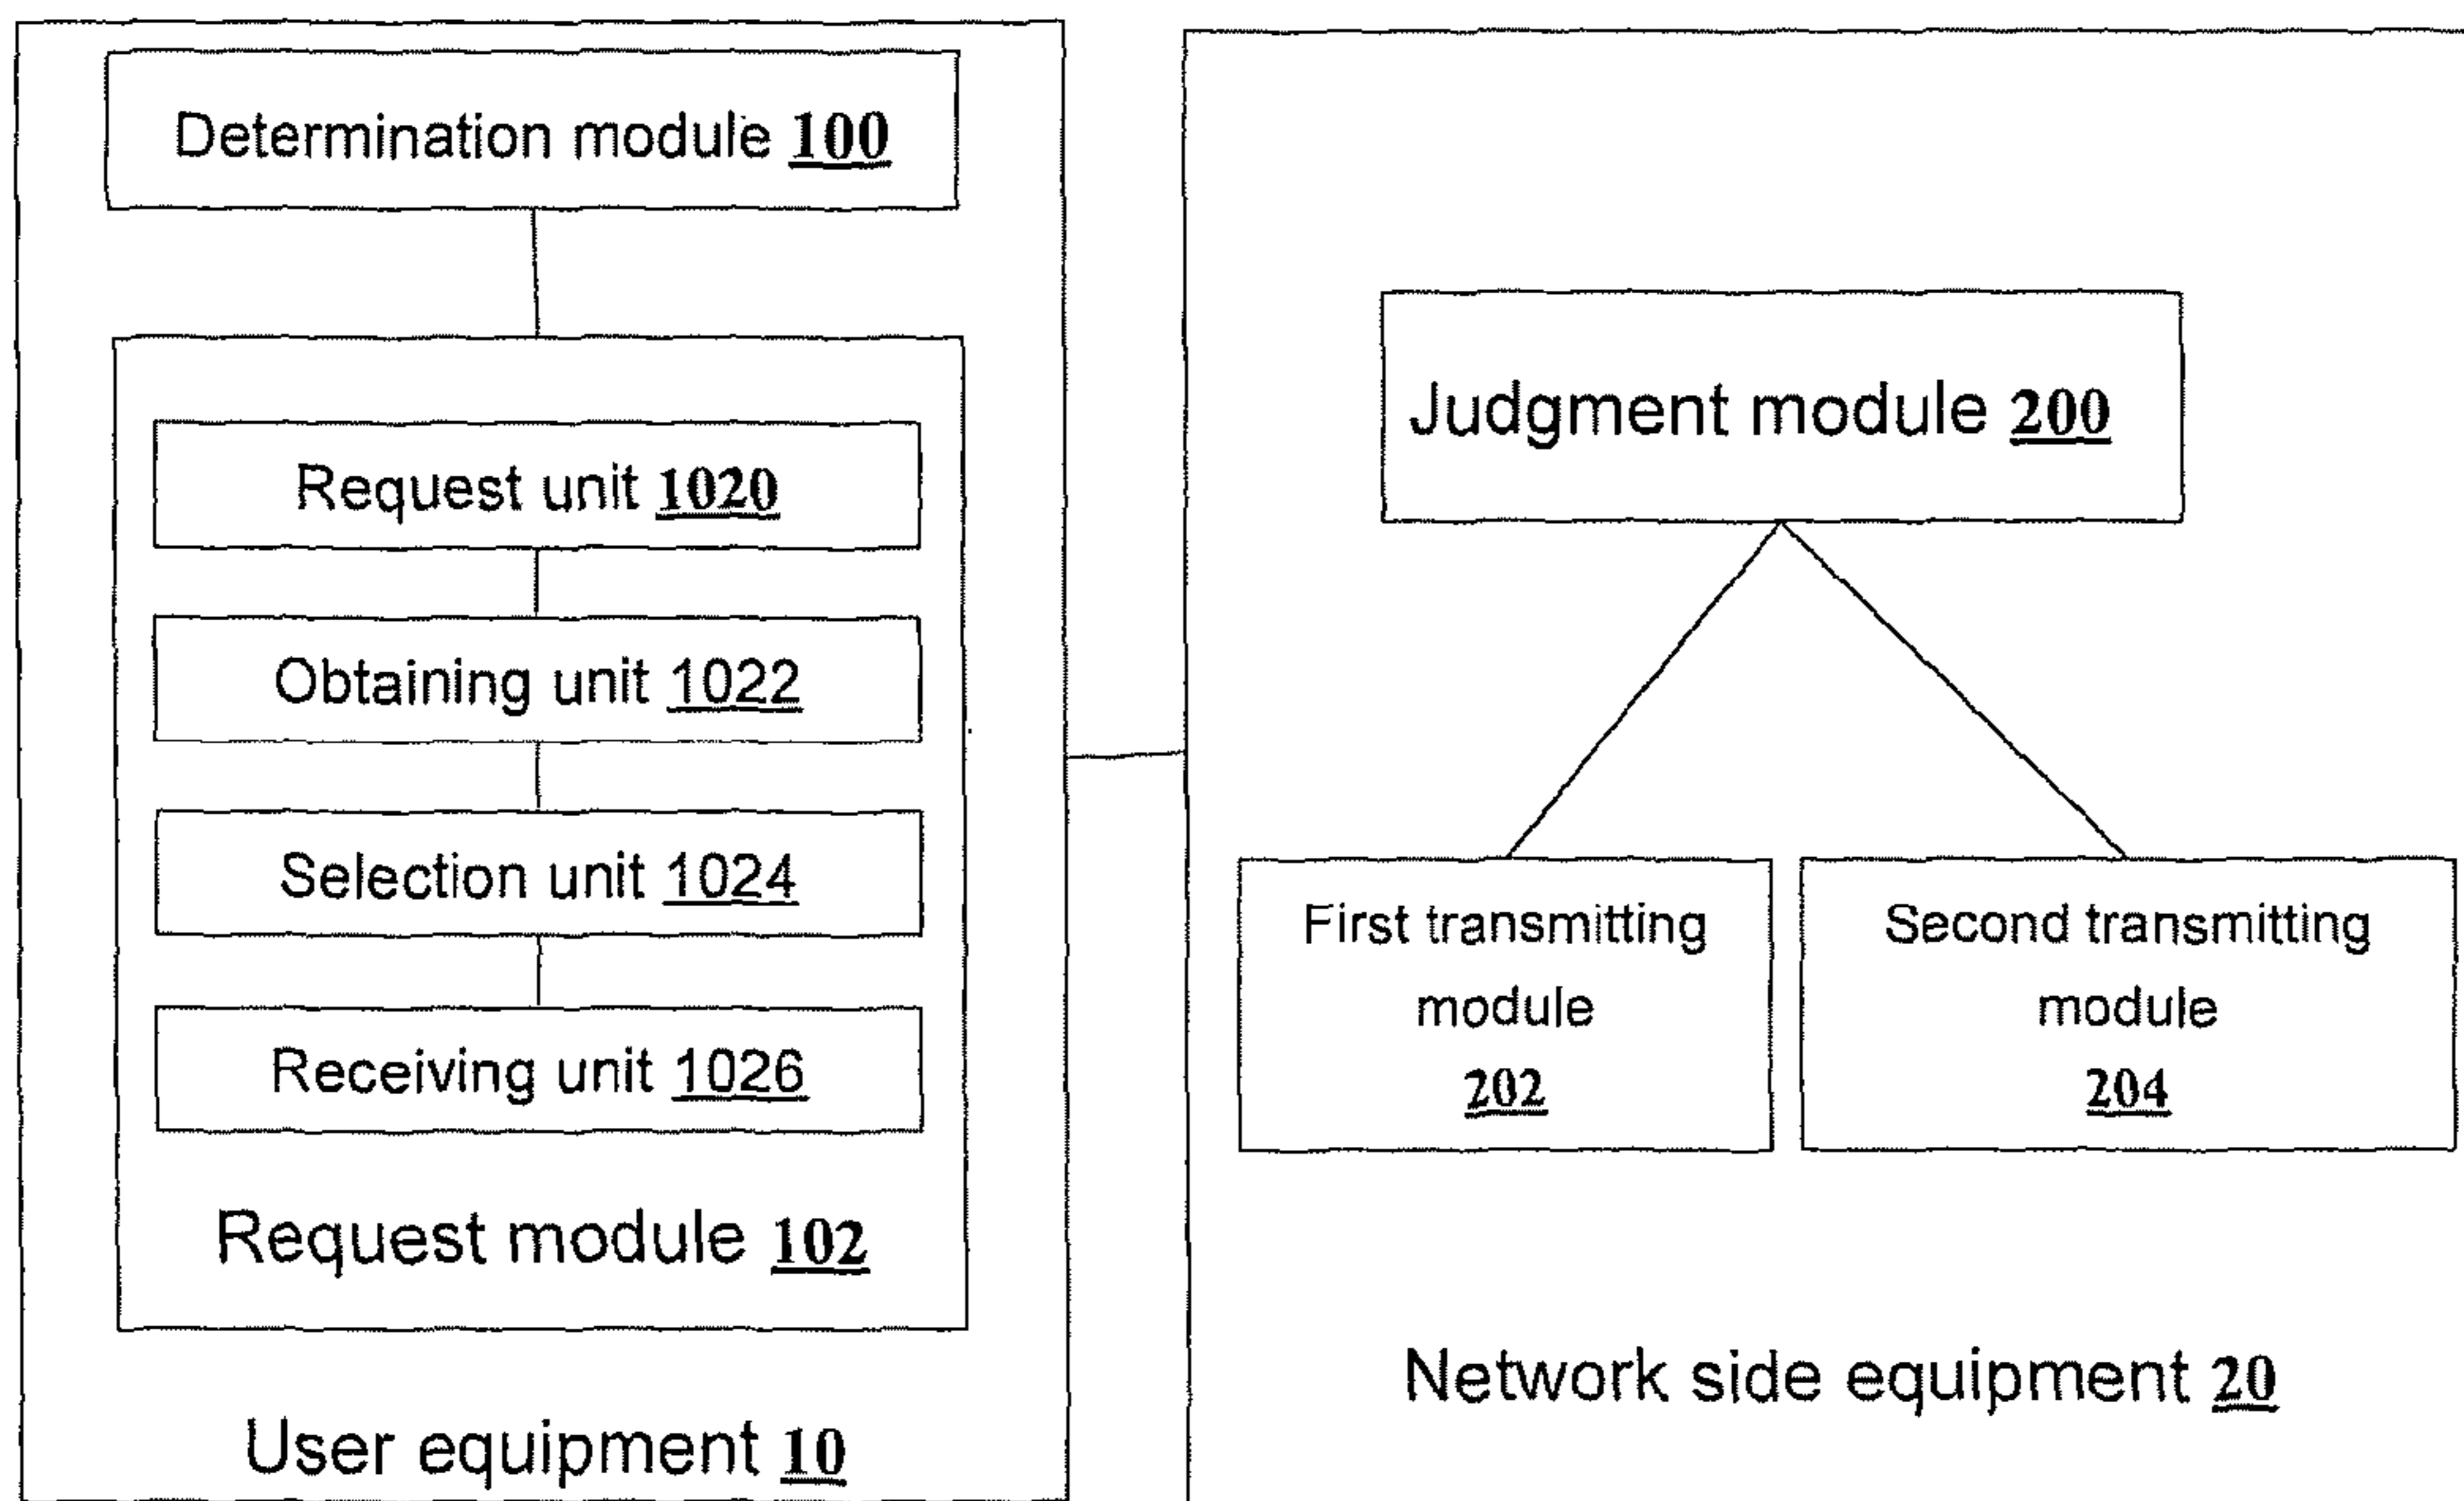 Determination module 100
Request unit 1020
Obtaining unit 1022
Selection unit 1024
Receiving unit 1026
Request module 102
User equipment 10
Judgment module 200
First transmitting
module
202
Second transmitting
module
204
Network side equipment 20